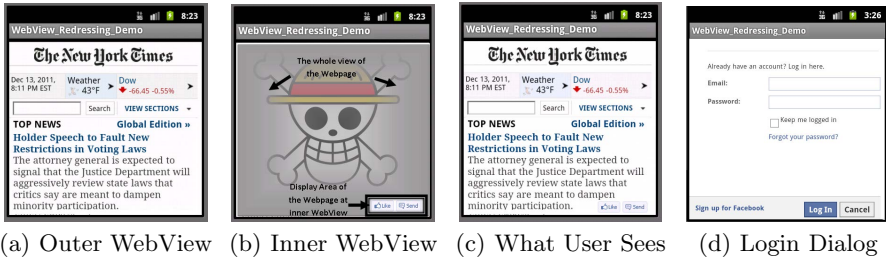 8:23
WebView_Redressing_Demo
The New York Times
Dec 13, 2011,
8:11 PM EST
Weather
43°F
Dow
-66.45 -0.55%
Search
VIEW SECTIONS
TOP NEWS
Global Edition »
Holder Speech to Fault New
Restrictions in Voting Laws
The attorney general is expected to
signal that the Justice Department will
aggressively review state laws that
critics say are meant to dampen
minority participation.
(a) Outer WebView
8:23
WebView_Redressing_Demo
The whole view of
the Webpage
Display Area of
the Webpage at
inner WebView
Like
Send
(b) Inner WebView
8:23
WebView_Redressing_Demo
The New York Times
Dec 13, 2011,
8:11 PM EST
Weather
43°F
Dow
-66.45 -0.55%
Search
VIEW SECTIONS
TOP NEWS
Global Edition »
Holder Speech to Fault New
Restrictions in Voting Laws
The attorney general is expected to
signal that the Justice Department will
aggressively review state laws that
critics say are meant to dampen
minority participation.
Like
Send
(c) What User Sees
3:26
WebView_Redressing_Demo
Already have an account? Log in here.
Email:
Password:
Keep me logged in
Forgot your password?
Sign up for Facebook
Log In
Cancel
(d) Login Dialog